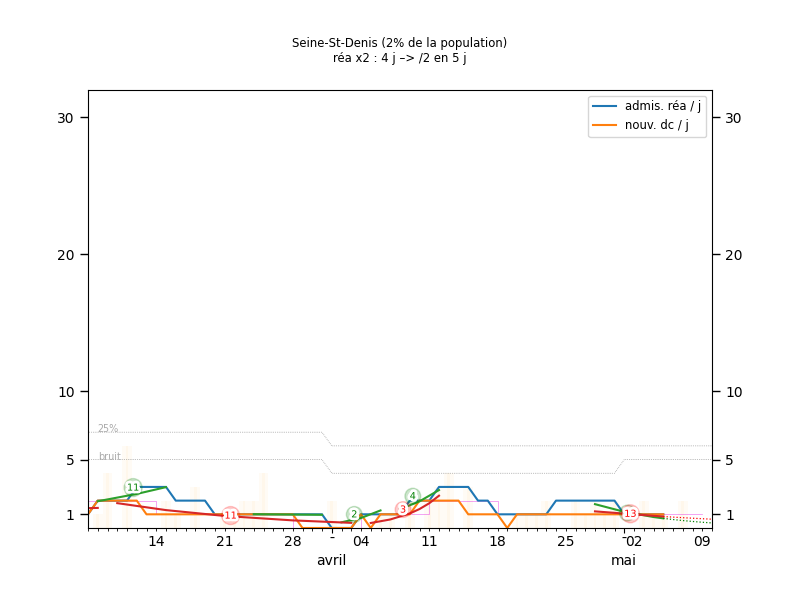 Seine-St-Denis (2% de la population)
réa x2 : 4 j –> /2 en 5 j
admis. réa / j
nouv. dc / j
30 30
20 20
10 10
25%
bruit
5 5
1 1
11 11 2 3 4 13
14 21 28 04 11 18 25 02 09
avril mai